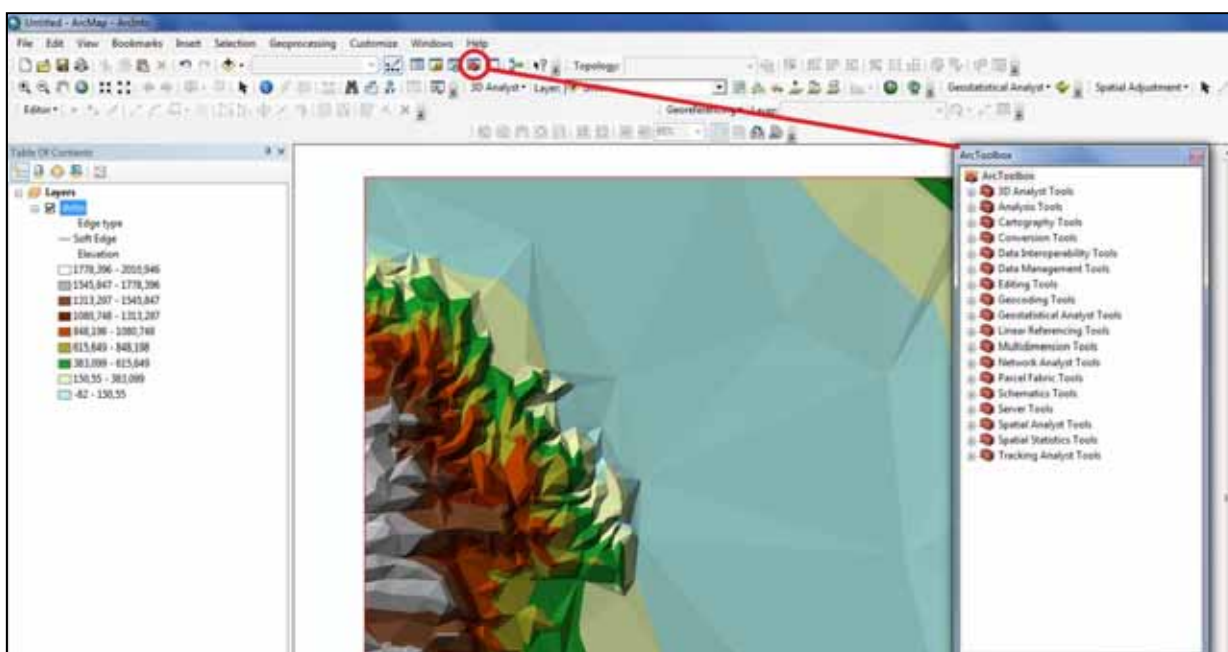 Untitled - ArcMap - ArcInfo
File Edit View Bookmarks Insert Selection Geoprocessing Customize Windows Help
Topology:
3D Analyst Layer:
Geostatistical Analyst
Spatial Adjustment
Editor
Georeferencing Layer:
Table Of Contents
Layers
Edge type
Soft Edge
Elevation
1778,396 - 2010,946
1545,847 - 1778,396
1313,297 - 1545,847
1080,748 - 1313,297
848,198 - 1080,748
615,649 - 848,198
383,099 - 615,649
150,55 - 383,099
-82 - 150,55
ArcToolbox
ArcToolbox
3D Analyst Tools
Analysis Tools
Cartography Tools
Conversion Tools
Data Interoperability Tools
Data Management Tools
Editing Tools
Geocoding Tools
Geostatistical Analyst Tools
Linear Referencing Tools
Multidimension Tools
Network Analyst Tools
Parcel Fabric Tools
Schematics Tools
Server Tools
Spatial Analyst Tools
Spatial Statistics Tools
Tracking Analyst Tools